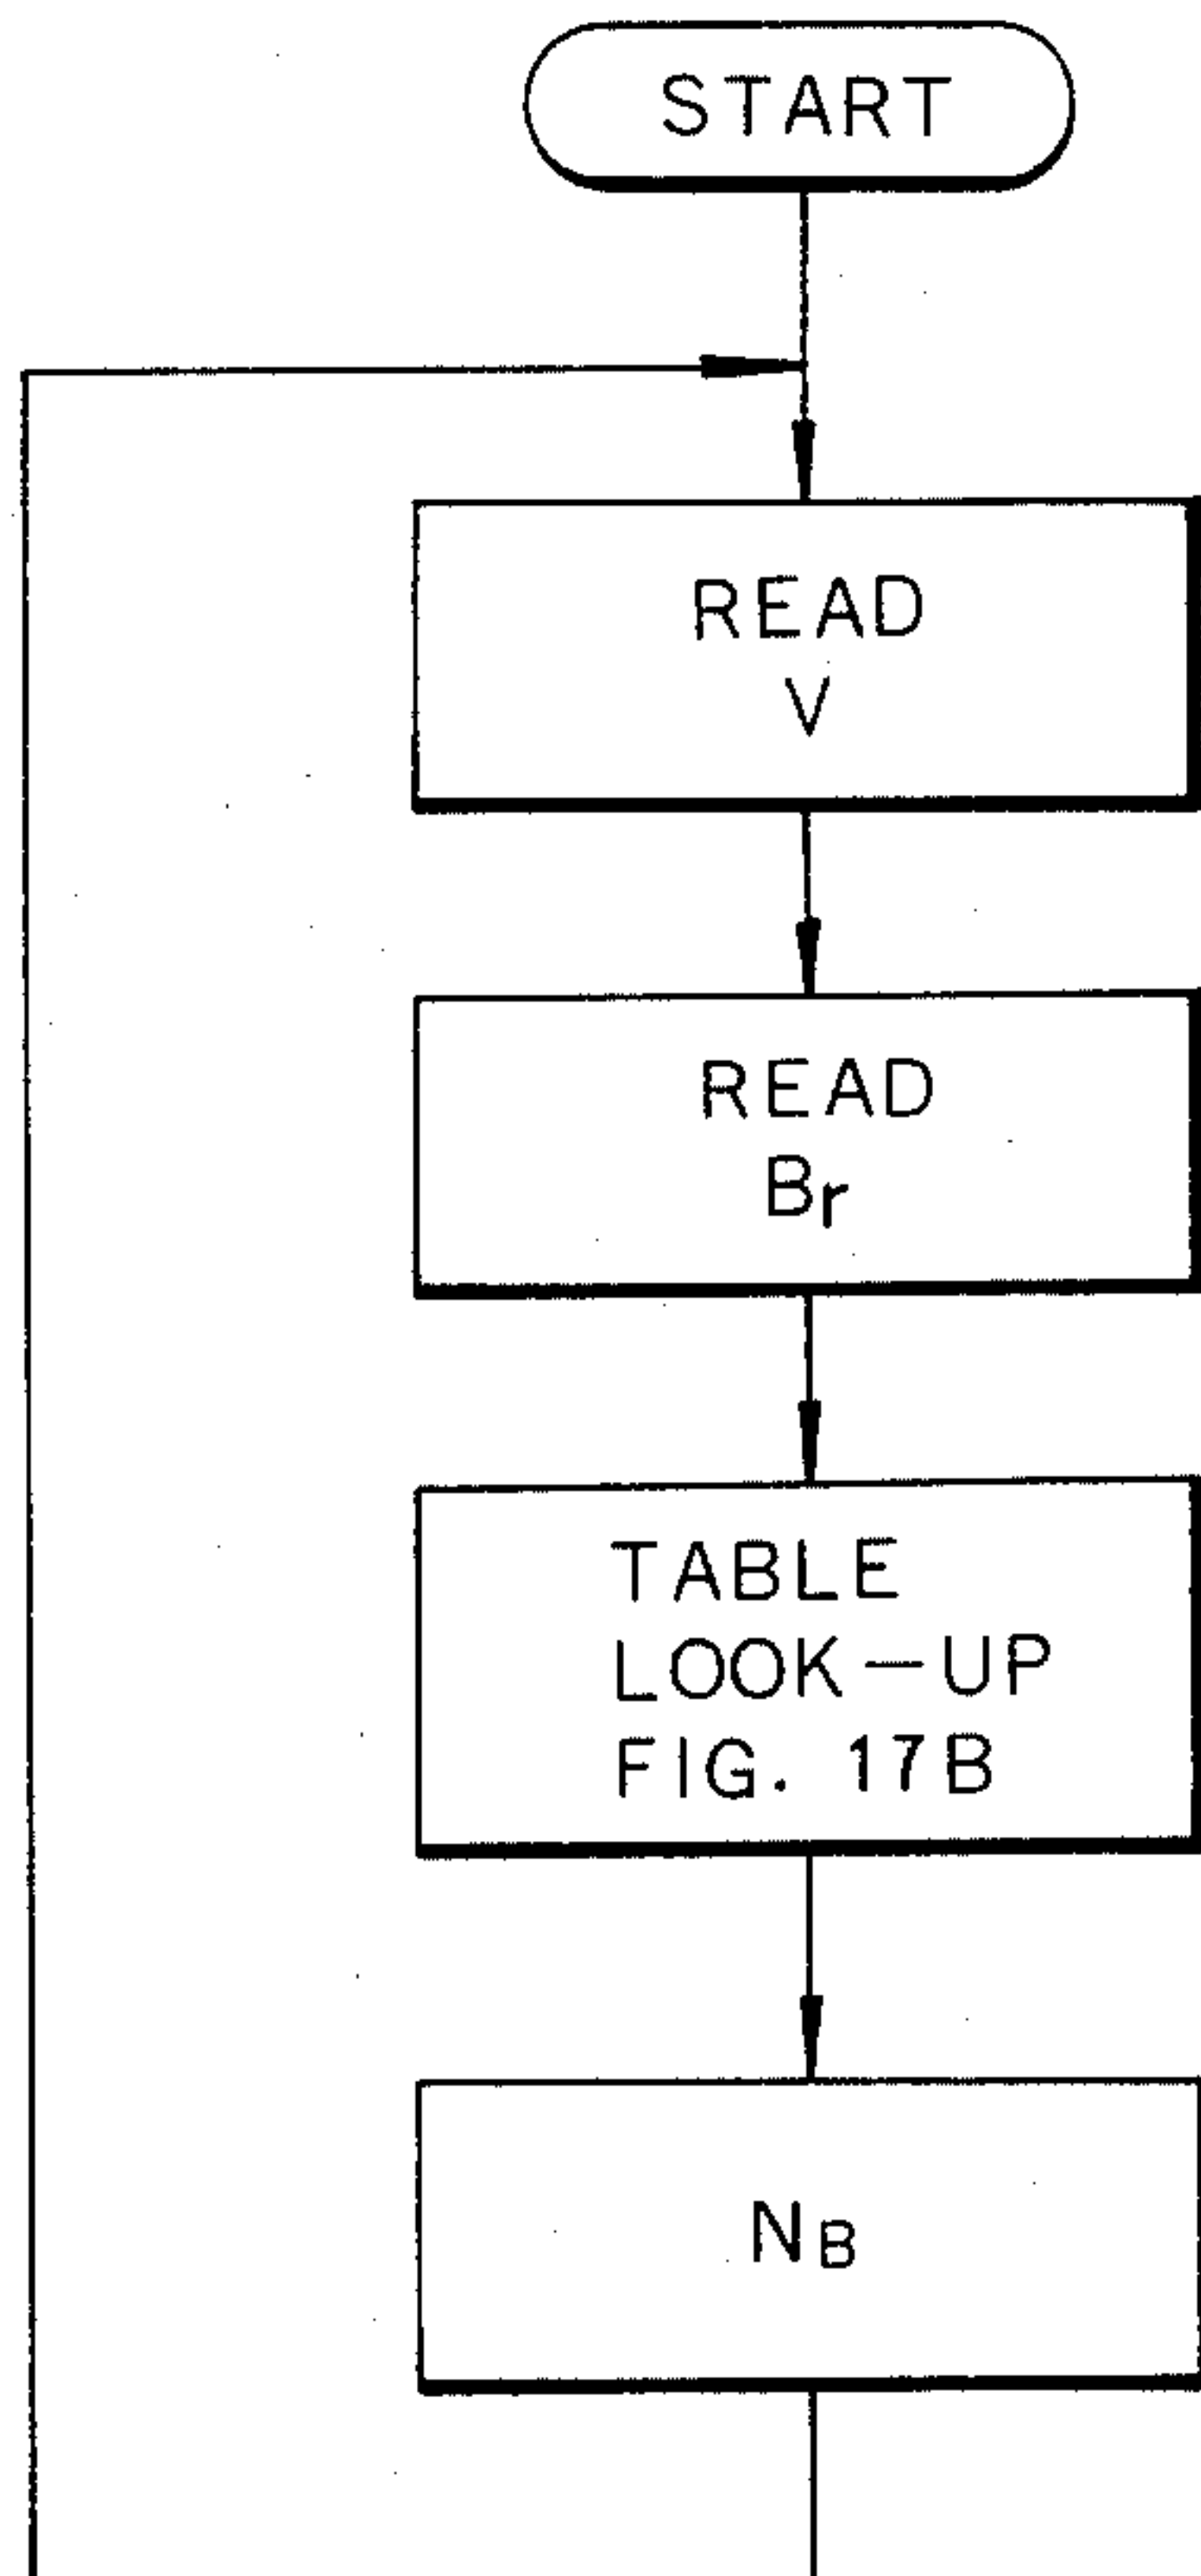 START
READ
V
READ
Br
TABLE
LOOK-UP
FIG. 17B
NB